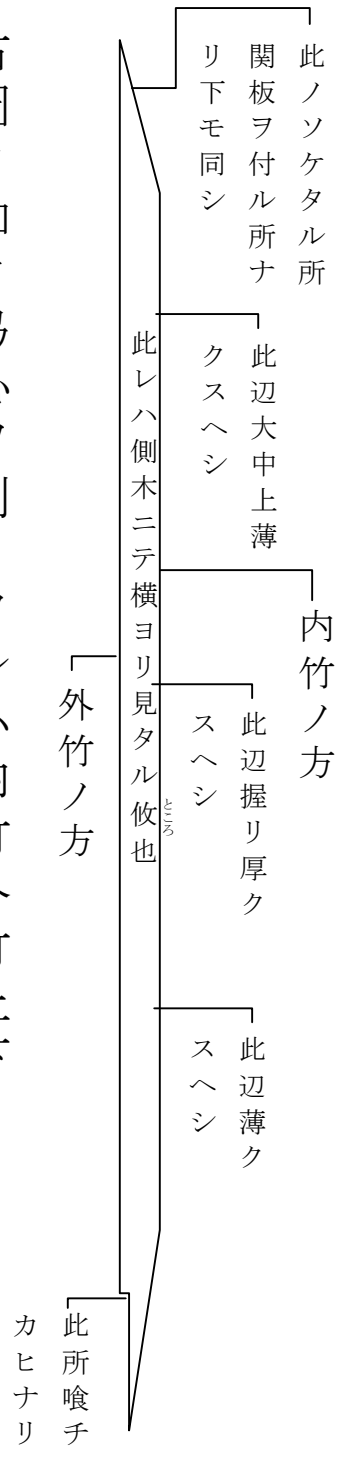 此ノソケタル所
関板ヲ付ル所ナ
リ下モ同シ
此辺大中上薄
クスヘシ
内竹ノ方
此辺握リ厚ク
スヘシ
此辺薄ク
スヘシ
此レハ側木ニテ横ヨリ見タル攸也
ところ
外竹ノ方
此所喰チ
カヒナリ